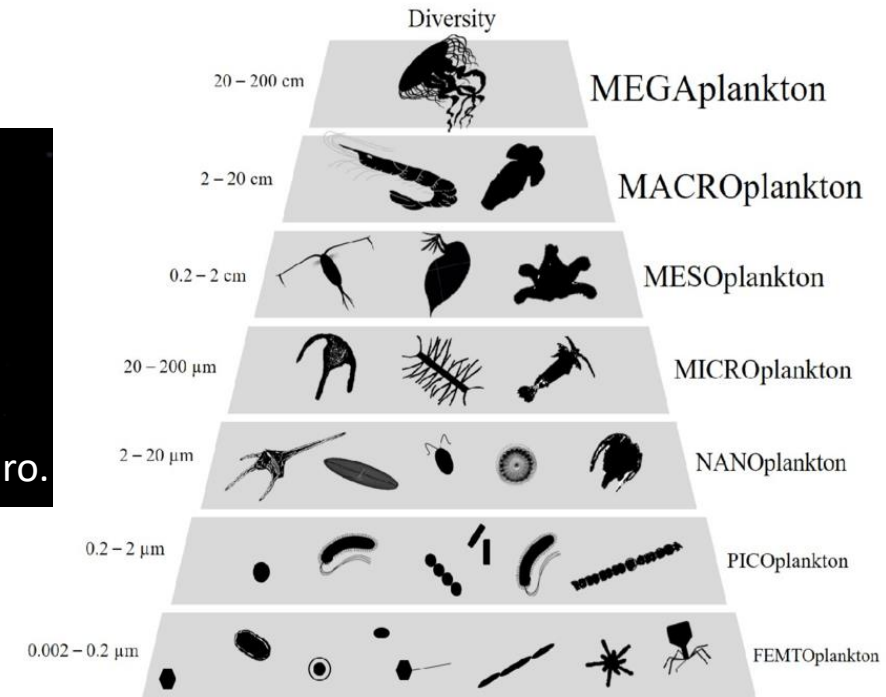 Diversity
20 – 200 cm MEGAplankton
2 – 20 cm MACROplankton
0.2 – 2 cm MESOplankton
20 – 200 µm MICROplankton
ro.
2 – 20 µm NANOplankton
0.2 – 2 µm PICOplankton
0.002 – 0.2 µm FEMTOplankton